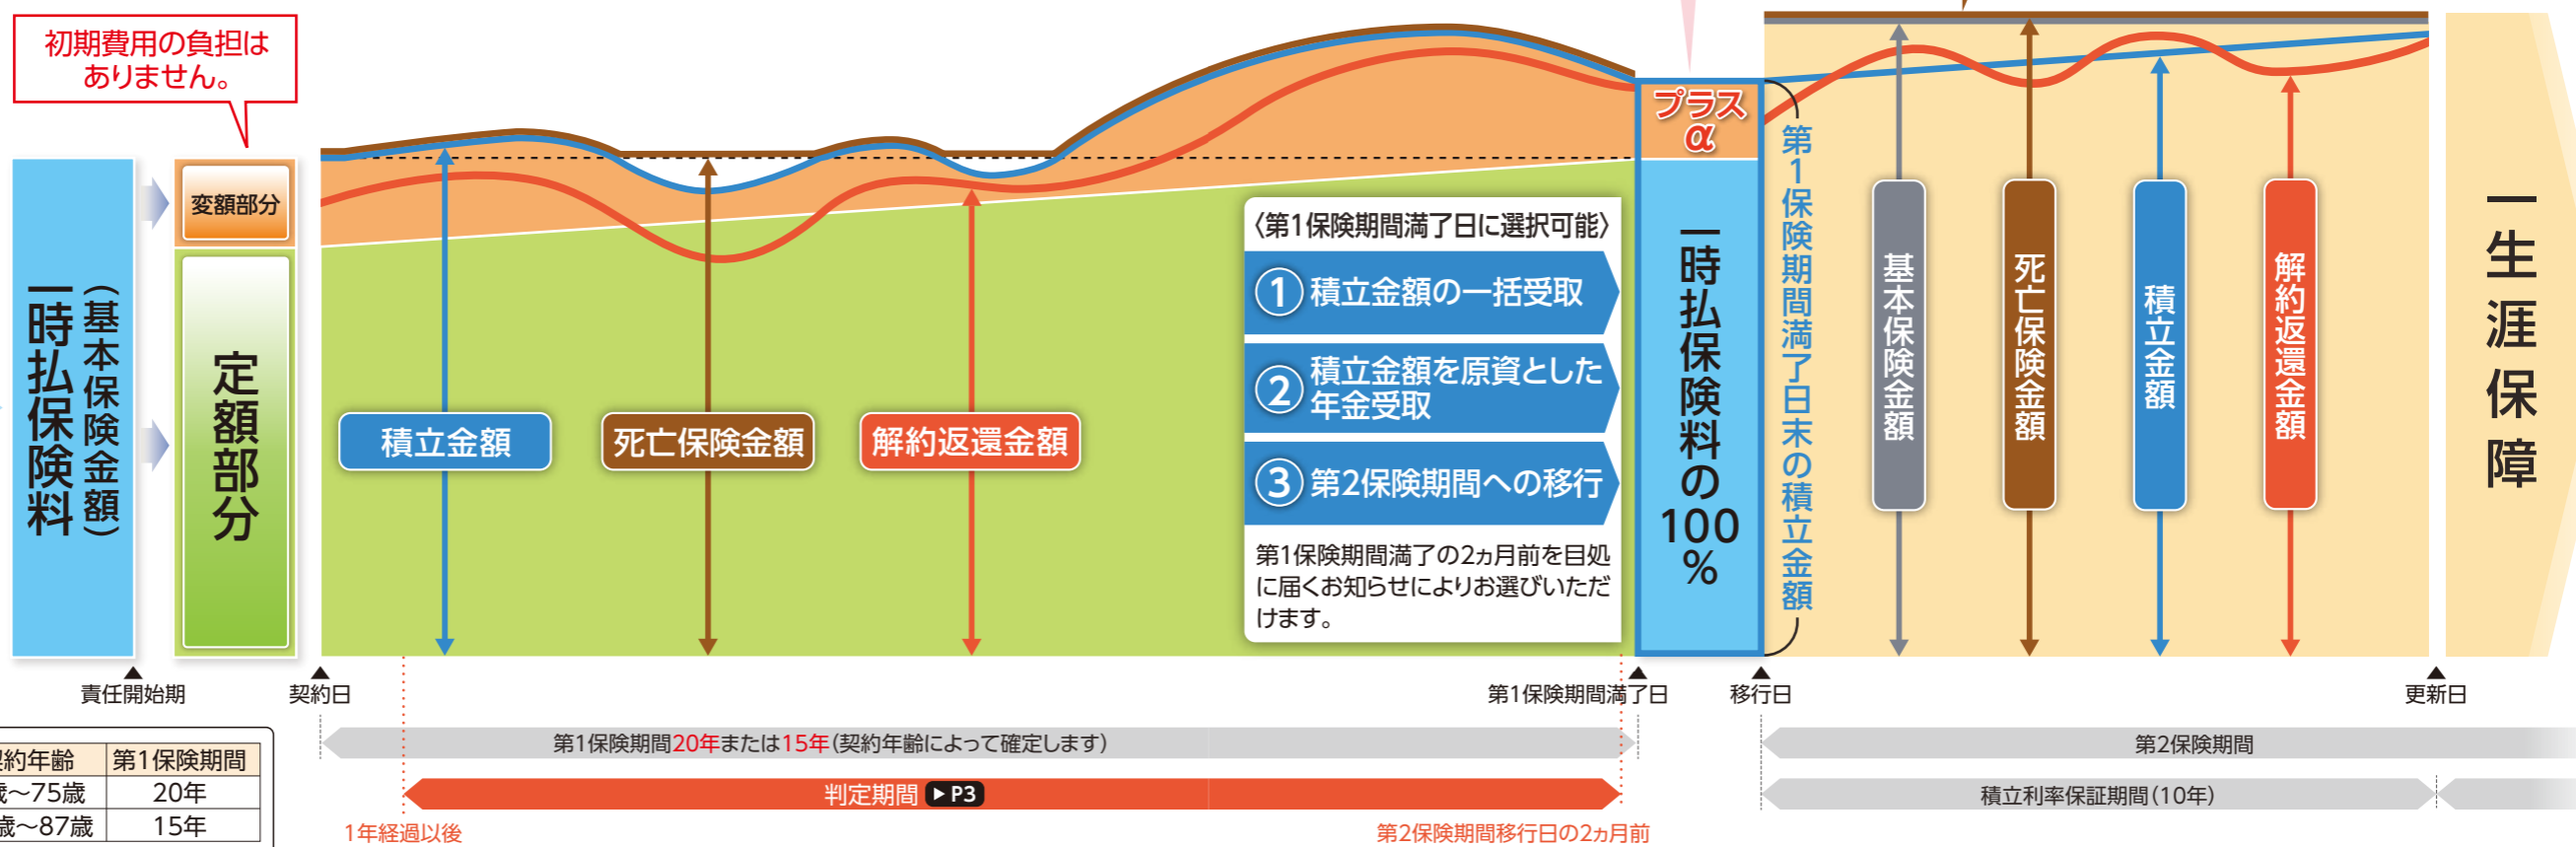 初期費用の負担は
ありません。
一時払保険料
（基本保険金額）
変額部分
定額部分
積立金額
死亡保険金額
解約返還金額
〈第1保険期間満了日に選択可能〉
① 積立金額の一括受取
② 積立金額を原資とした
年金受取
③ 第2保険期間への移行
第1保険期間満了の2ヵ月前を目処
に届くお知らせによりお選びいただ
けます。
プラス
α
一時払保険料の100%
第1保険期間満了日末の積立金額
基本保険金額
死亡保険金額
積立金額
解約返還金額
一生涯保障
責任開始期
契約日
第1保険期間満了日
移行日
更新日
第1保険期間20年または15年（契約年齢によって確定します）
第2保険期間
判定期間 ▶P3
積立利率保証期間（10年）
1年経過以後
第2保険期間移行日の2ヵ月前
約年齢 第1保険期間
歳～75歳 20年
歳～87歳 15年